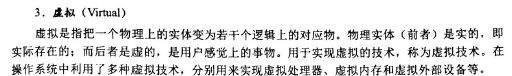 3．虚拟（Virtual）
虚拟是指把一个物理上的实体变为若干个逻辑上的对应物。物理实体（前者）是实的，即
实际存在的；而后者是虚的，是用户感觉上的事物。用于实现虚拟的技术，称为虚拟技术。在
操作系统中利用了多种虚拟技术，分别用来实现虚拟处理器、虚拟内存和虚拟外部设备等。